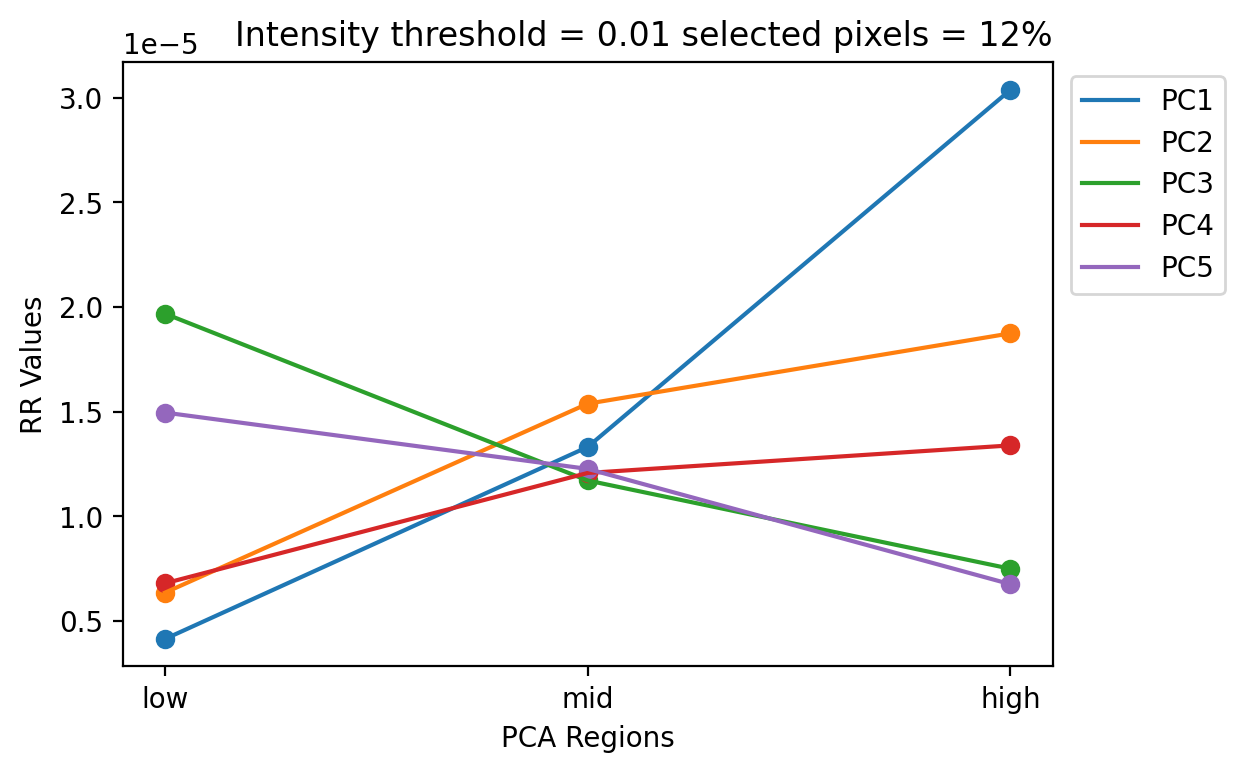 Intensity threshold = 0.01 selected pixels = 12%
1e−5
3.0
2.5
2.0
1.5
1.0
0.5
RR Values
low
mid
high
PCA Regions
PC1
PC2
PC3
PC4
PC5